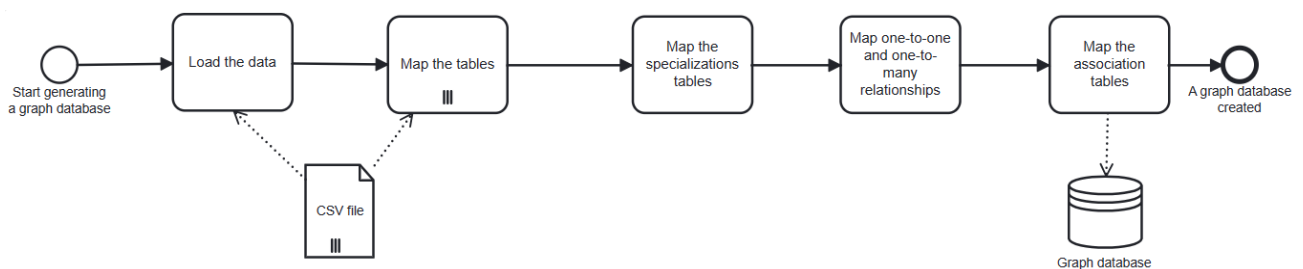 Start generating
a graph database
Load the data
Map the tables
Map the
specializations
tables
Map one-to-one
and one-to-
many
relationships
Map the
association
tables
A graph database
created
CSV file
Graph database